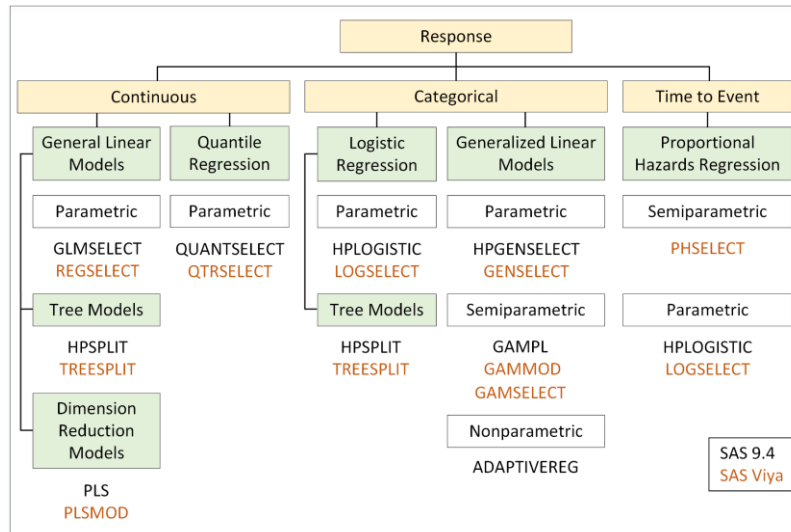 Response
Continuous
Categorical
Time to Event
General Linear
Models
Quantile
Regression
Logistic
Regression
Generalized Linear
Models
Proportional
Hazards Regression
Parametric
Parametric
Parametric
Parametric
Semiparametric
GLMSELECT
REGSELECT
QUANTSELECT
QTRSELECT
HPLOGISTIC
LOGSELECT
HPGENSELECT
GENSELECT
PHSELECT
Tree Models
Tree Models
Semiparametric
Parametric
HPSPLIT
TREESPLIT
HPSPLIT
TREESPLIT
GAMPL
GAMMOD
GAMSELECT
HPLOGISTIC
LOGSELECT
Dimension
Reduction
Models
Nonparametric
PLS
PLSMOD
ADAPTIVEREG
SAS 9.4
SAS Viya